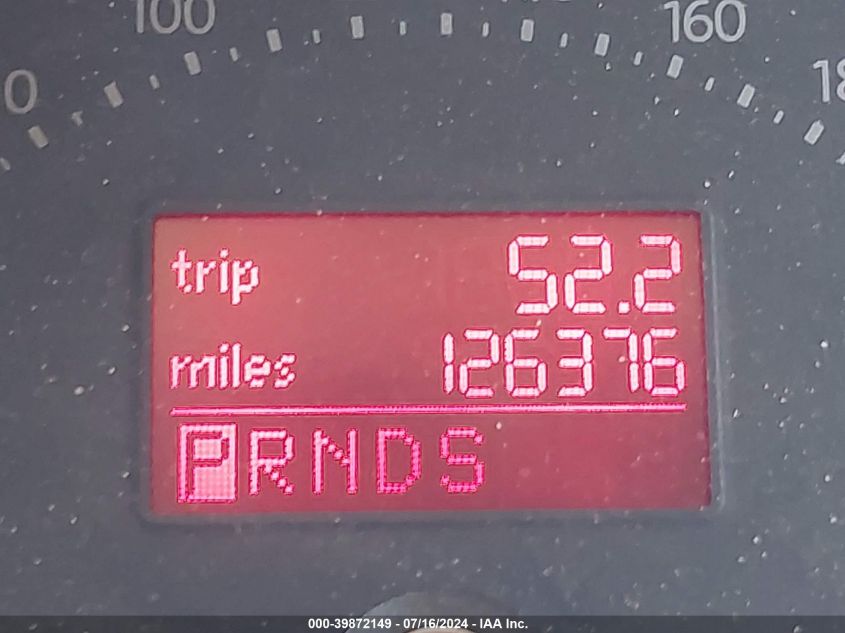 100
160
0
18
trip 52.2
miles 126376
PRNDS
000-39872149 - 07/16/2024 - IAA Inc.